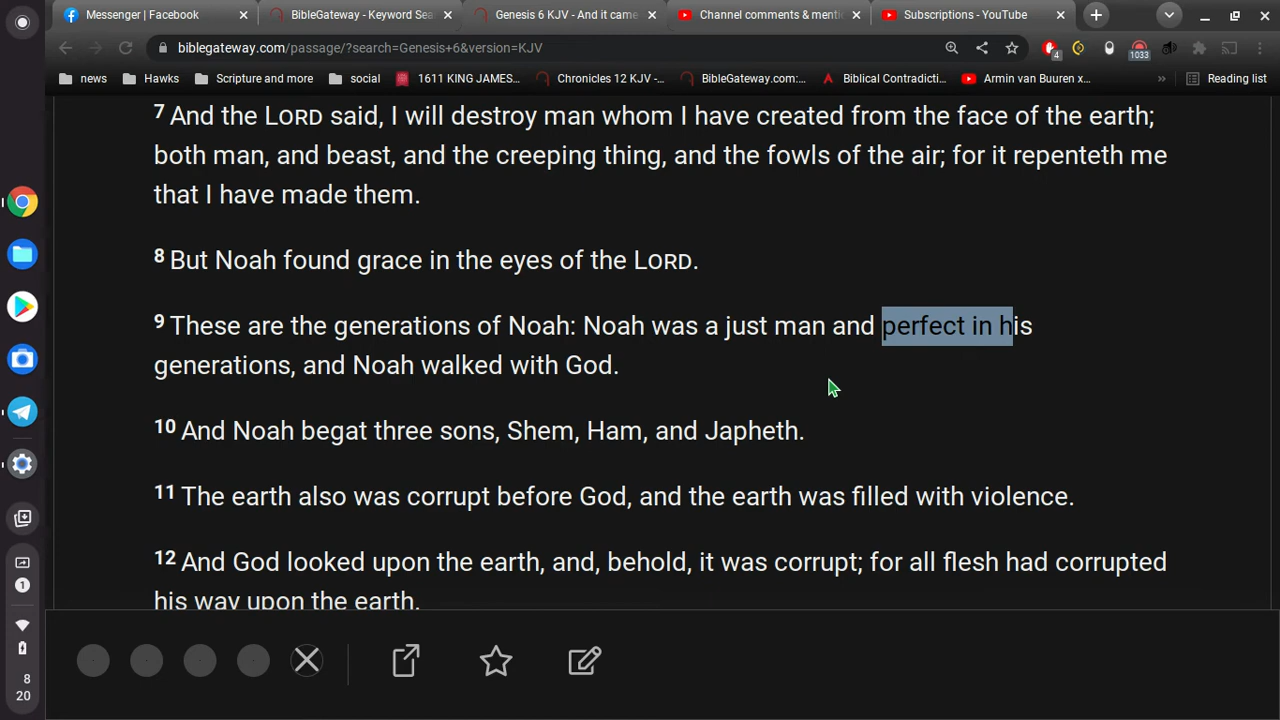 Messenger | Facebook
BibleGateway - Keyword Sea
Genesis 6 KJV - And it came
Channel comments & menti
Subscriptions - YouTube
biblegateway.com/passage/?search=Genesis+6&version=KJV
4
1033
news
Hawks
Scripture and more
social
1611 KING JAMES...
Chronicles 12 KJV -...
BibleGateway.com:...
Biblical Contradicti...
Armin van Buuren x...
»
Reading list
7 And the LORD said, I will destroy man whom I have created from the face of the earth;
both man, and beast, and the creeping thing, and the fowls of the air; for it repenteth me
that I have made them.
8 But Noah found grace in the eyes of the LORD.
9 These are the generations of Noah: Noah was a just man and perfect in his
generations, and Noah walked with God.
10 And Noah begat three sons, Shem, Ham, and Japheth.
11 The earth also was corrupt before God, and the earth was filled with violence.
12 And God looked upon the earth, and, behold, it was corrupt; for all flesh had corrupted
his way upon the earth.
1
8
20